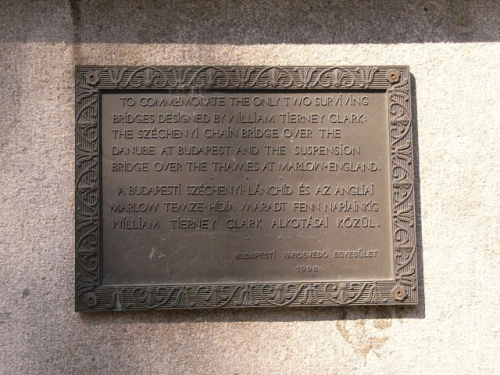 TO COMMEMORATE THE ONLY TWO SURVIVING
BRIDGES DESIGNED BY WILLIAM TIERNEY CLARK:
THE SZÉCHENYI CHAIN BRIDGE OVER THE
DANUBE AT BUDAPEST AND THE SUSPENSION
BRIDGE OVER THE THAMES AT MARLOW·ENGLAND.
A BUDAPESTI SZÉCHENYI LÁNCHÍD ÉS AZ ANGLIAI
MARLOW TEMZE-HÍDJA MARADT FENN NAPJAINKIG
WILLIAM TIERNEY CLARK ALKOTÁSAI KÖZÜL.
BUDAPESTI VÁROSVÉDŐ EGYESÜLET
1998